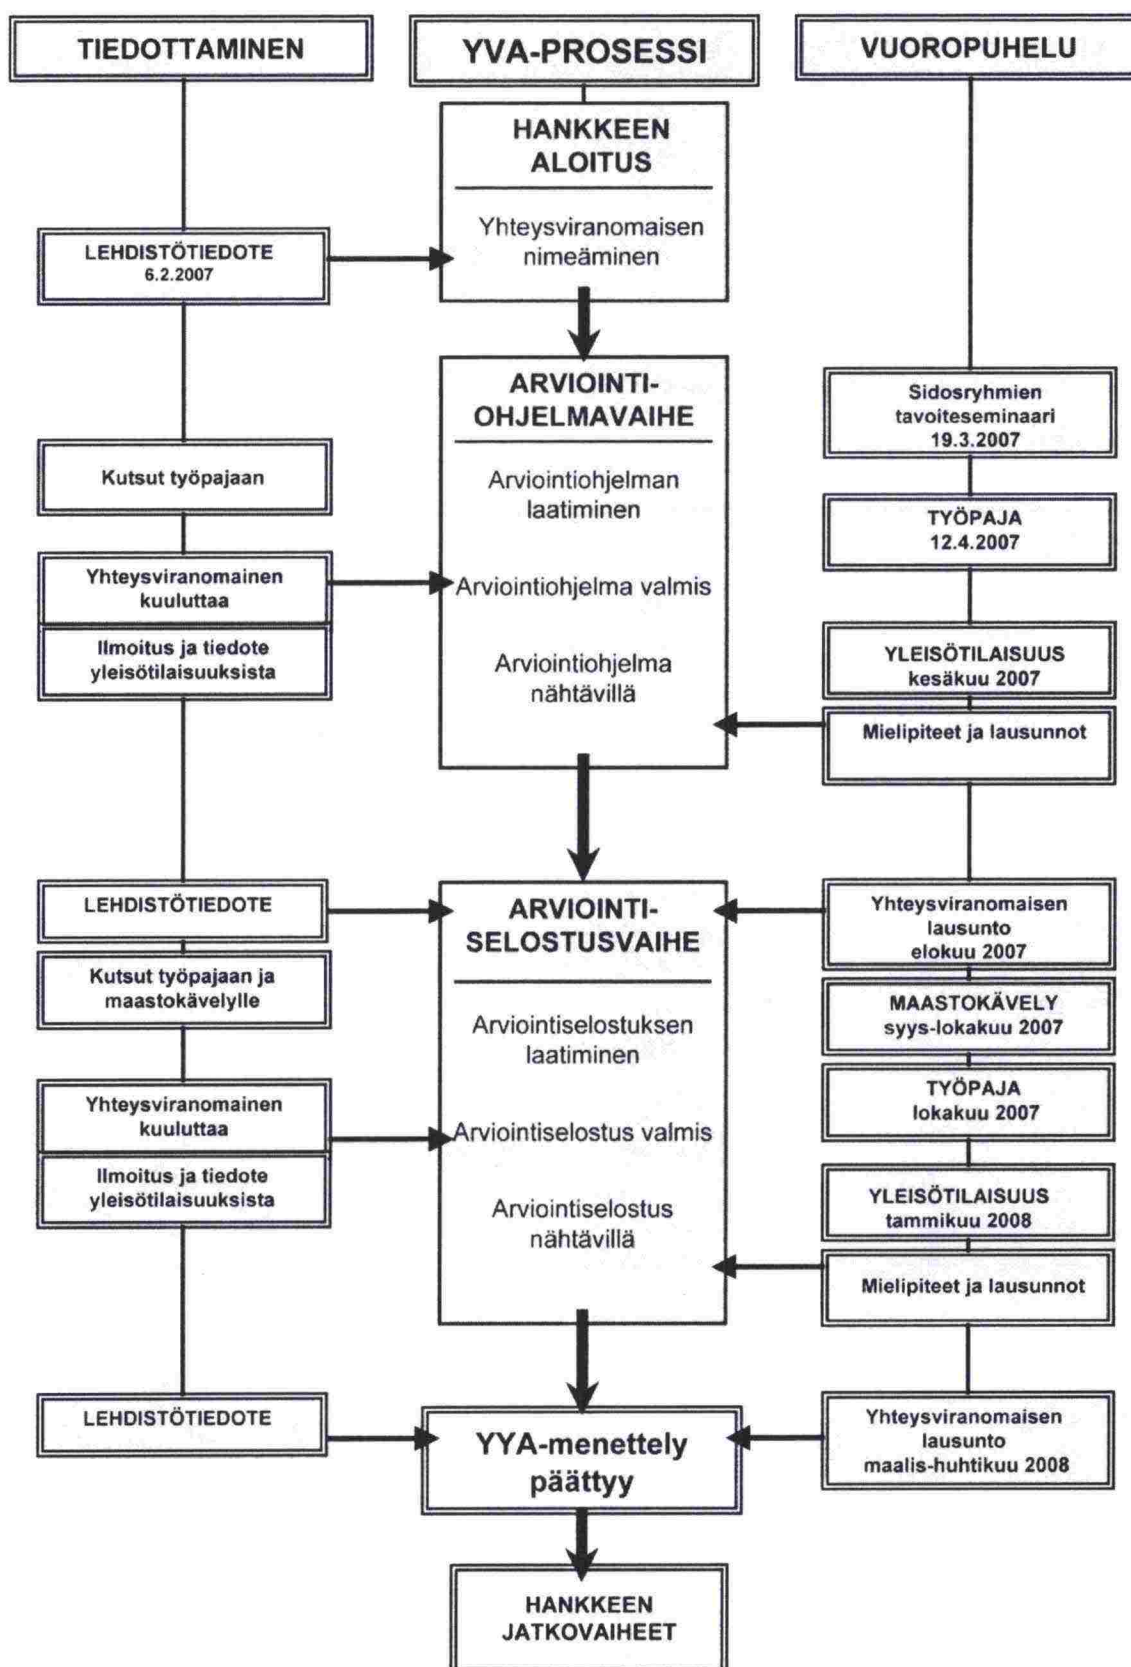 TIEDOTTAMINEN
YVA-PROSESSI
VUOROPUHELU
HANKKEEN
ALOITUS
Yhteysviranomaisen
nimeäminen
LEHDISTÖTIEDOTE
6.2.2007
ARVIOINTI-
OHJELMAVAIHE
Arviointiohjelman
laatiminen
Arviointiohjelma valmis
Arviointiohjelma
nähtävillä
Sidosryhmien
tavoiteseminaari
19.3.2007
Kutsut työpajaan
TYÖPAJA
12.4.2007
Yhteysviranomainen
kuuluttaa
Ilmoitus ja tiedote
yleisötilaisuuksista
YLEISÖTILAISUUS
kesäkuu 2007
Mielipiteet ja lausunnot
LEHDISTÖTIEDOTE
Kutsut työpajaan ja
maastokävelylle
Yhteysviranomainen
kuuluttaa
Ilmoitus ja tiedote
yleisötilaisuuksista
ARVIOINTI-
SELOSTUSVAIHE
Arviointiselostuksen
laatiminen
Arviointiselostus valmis
Arviointiselostus
nähtävillä
Yhteysviranomaisen
lausunto
elokuu 2007
MAASTOKÄVELY
syys-lokakuu 2007
TYÖPAJA
lokakuu 2007
YLEISÖTILAISUUS
tammikuu 2008
Mielipiteet ja lausunnot
LEHDISTÖTIEDOTE
YYA-menettely
päättyy
Yhteysviranomaisen
lausunto
maalis-huhtikuu 2008
HANKKEEN
JATKOVAIHEET